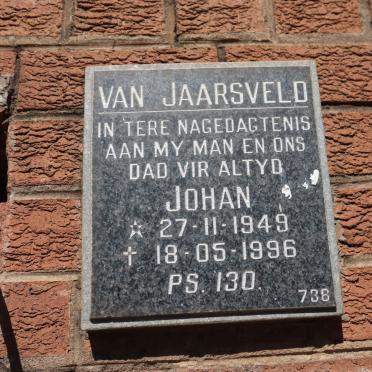 VAN JAARSVELD
IN TERE NAGEDAGTENIS
AAN MY MAN EN ONS
DAD VIR ALTYD
JOHAN
☆ 27-11-1949
† 18-05-1996
PS. 130.
738